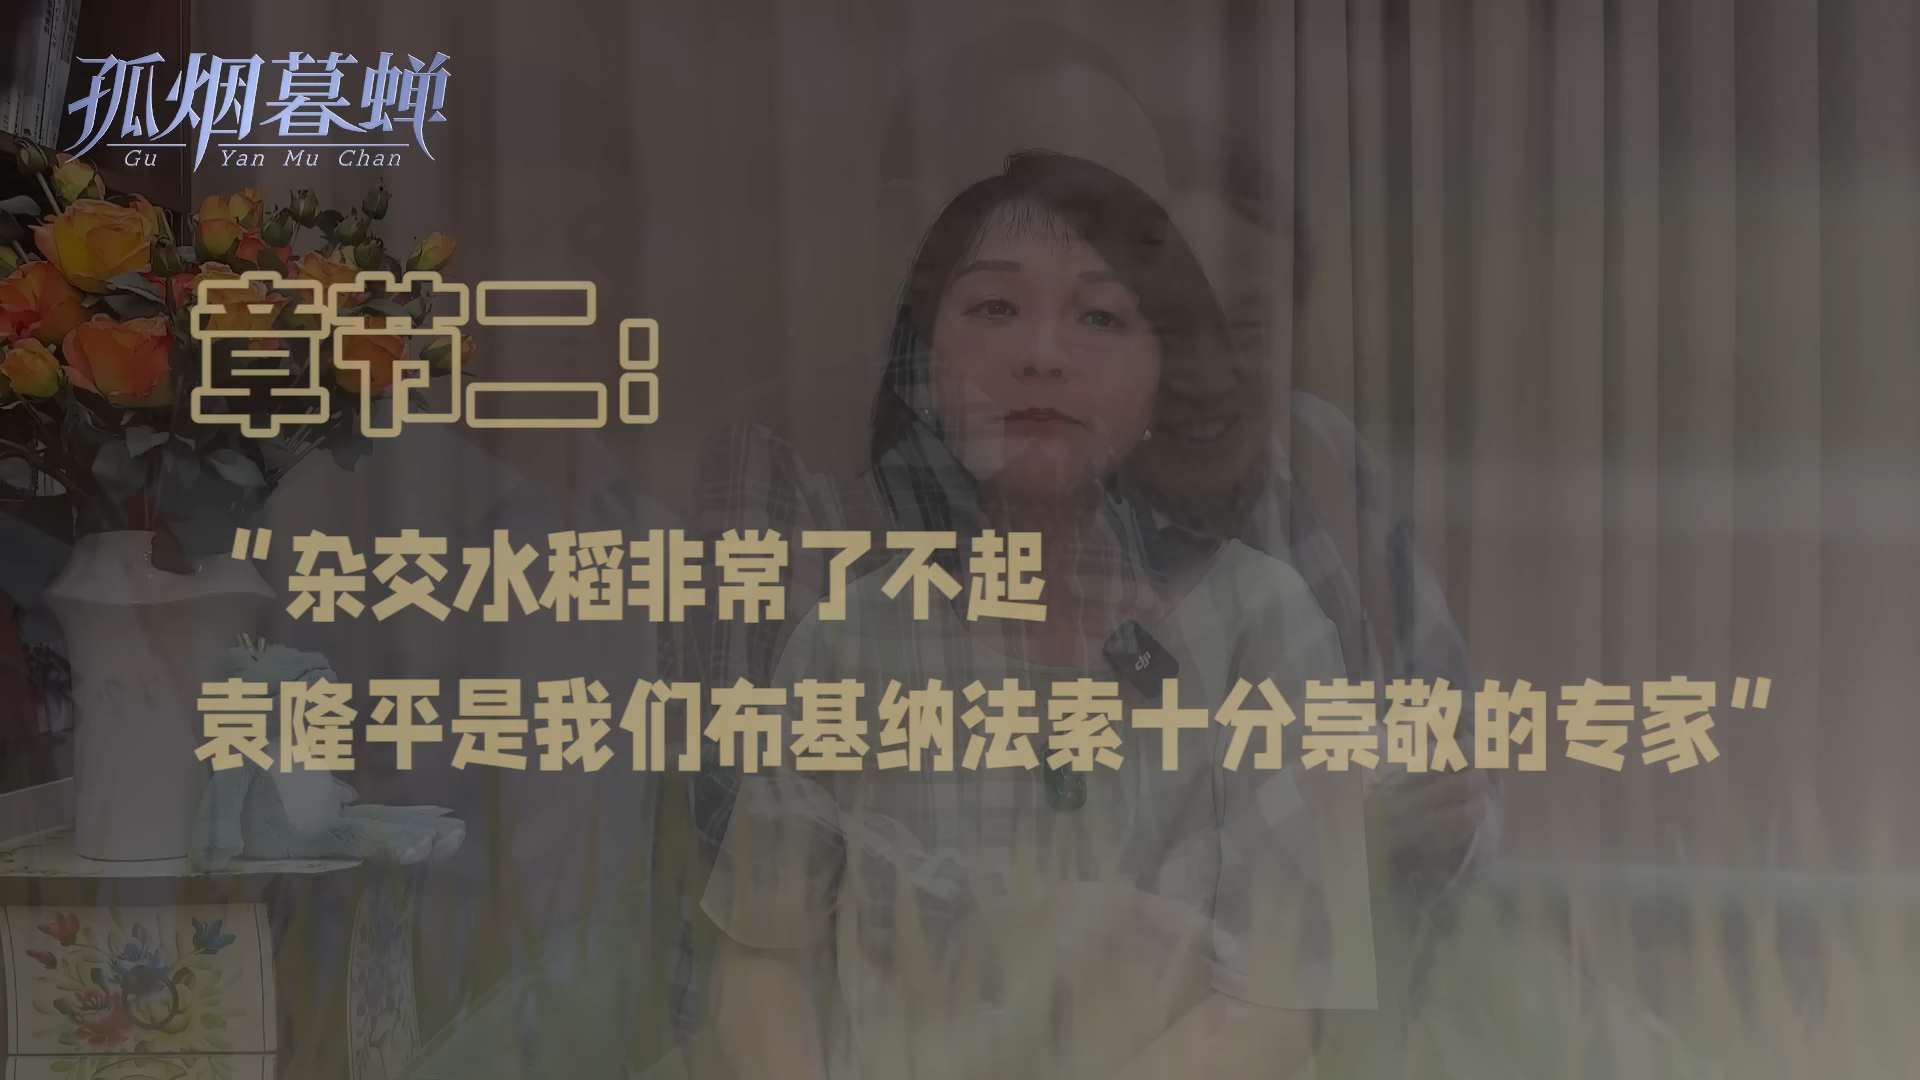 孤烟暮蝉
Gu Yan Mu Chan
章节二：
“杂交水稻非常了不起
袁隆平是我们布基纳法索十分崇敬的专家”
dji